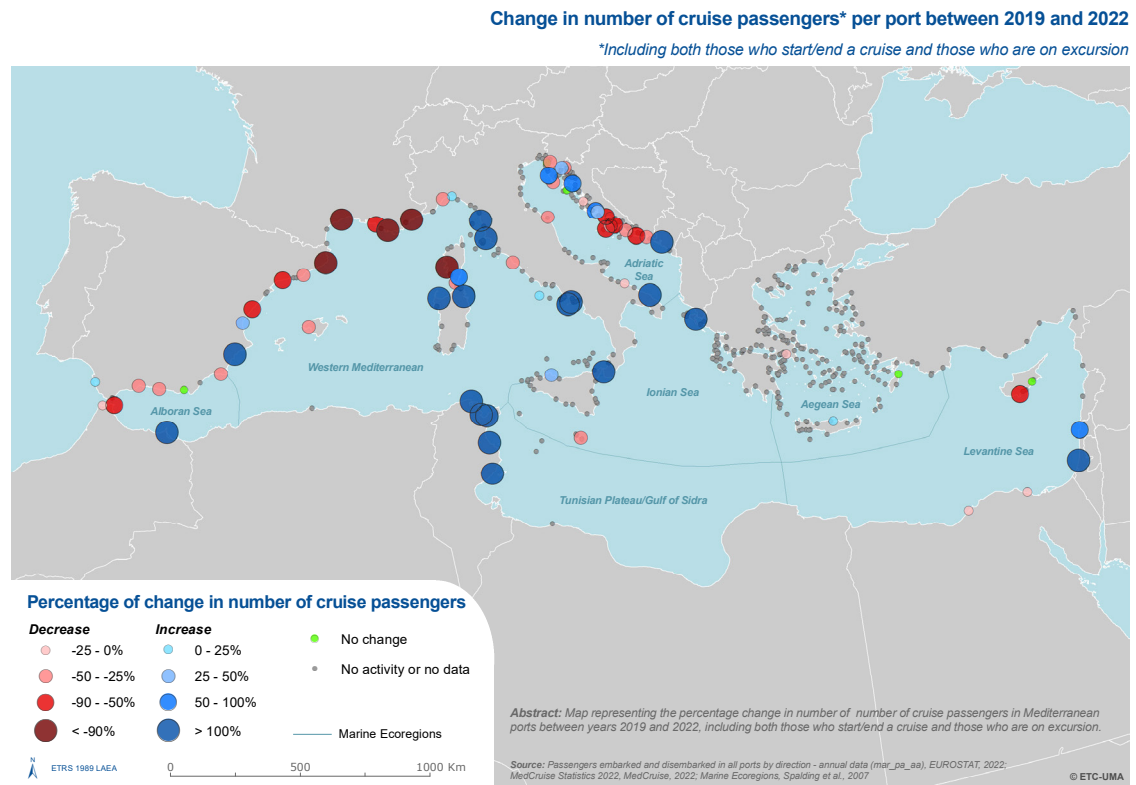 Change in number of cruise passengers* per port between 2019 and 2022
*Including both those who start/end a cruise and those who are on excursion
Adriatic
Sea
Western Mediterranean
Ionian Sea
Aegean Sea
Alboran Sea
Levantine Sea
Tunisian Plateau/Gulf of Sidra
Percentage of change in number of cruise passengers
Decrease
Increase
-25 - 0%
0 - 25%
No change
-50 - -25%
25 - 50%
No activity or no data
-90 - -50%
50 - 100%
< -90%
> 100%
Marine Ecoregions
N
ETRS 1989 LAEA
0 500 1000 Km
Abstract: Map representing the percentage change in number of number of cruise passengers in Mediterranean
ports between years 2019 and 2022, including both those who start/end a cruise and those who are on excursion.
Source: Passengers embarked and disembarked in all ports by direction - annual data (mar_pa_aa), EUROSTAT, 2022;
MedCruise Statistics 2022, MedCruise, 2022; Marine Ecoregions, Spalding et al., 2007
© ETC-UMA